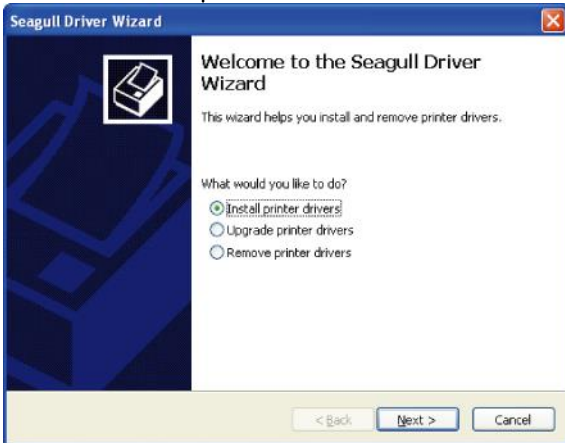 Seagull Driver Wizard
Welcome to the Seagull Driver
Wizard
This wizard helps you install and remove printer drivers.
What would you like to do?
Install printer drivers
Upgrade printer drivers
Remove printer drivers
< Back
Next >
Cancel